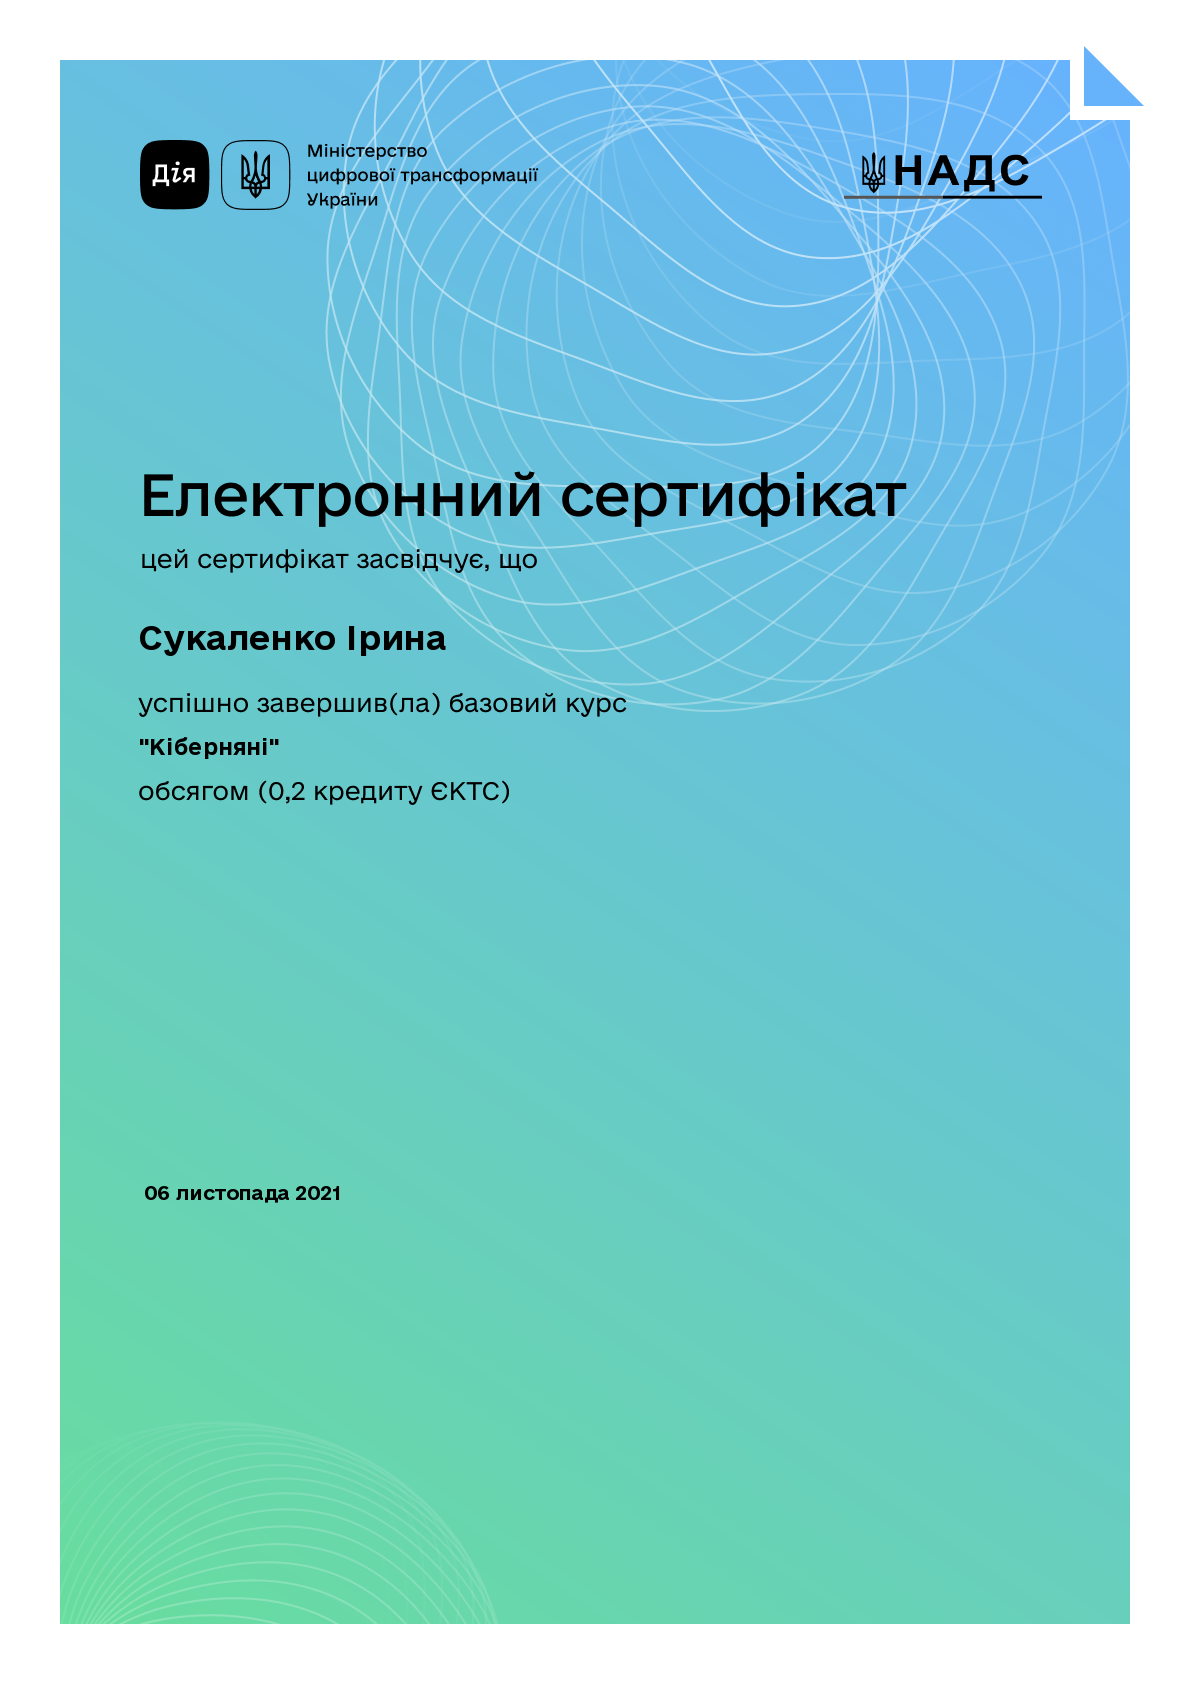 Дія
Міністерство
цифрової трансформації
України
НАДС
Електронний сертифікат
цей сертифікат засвідчує, що
Сукаленко Ірина
успішно завершив(ла) базовий курс
"Кіберняні"
обсягом (0,2 кредиту ЄКТС)
06 листопада 2021